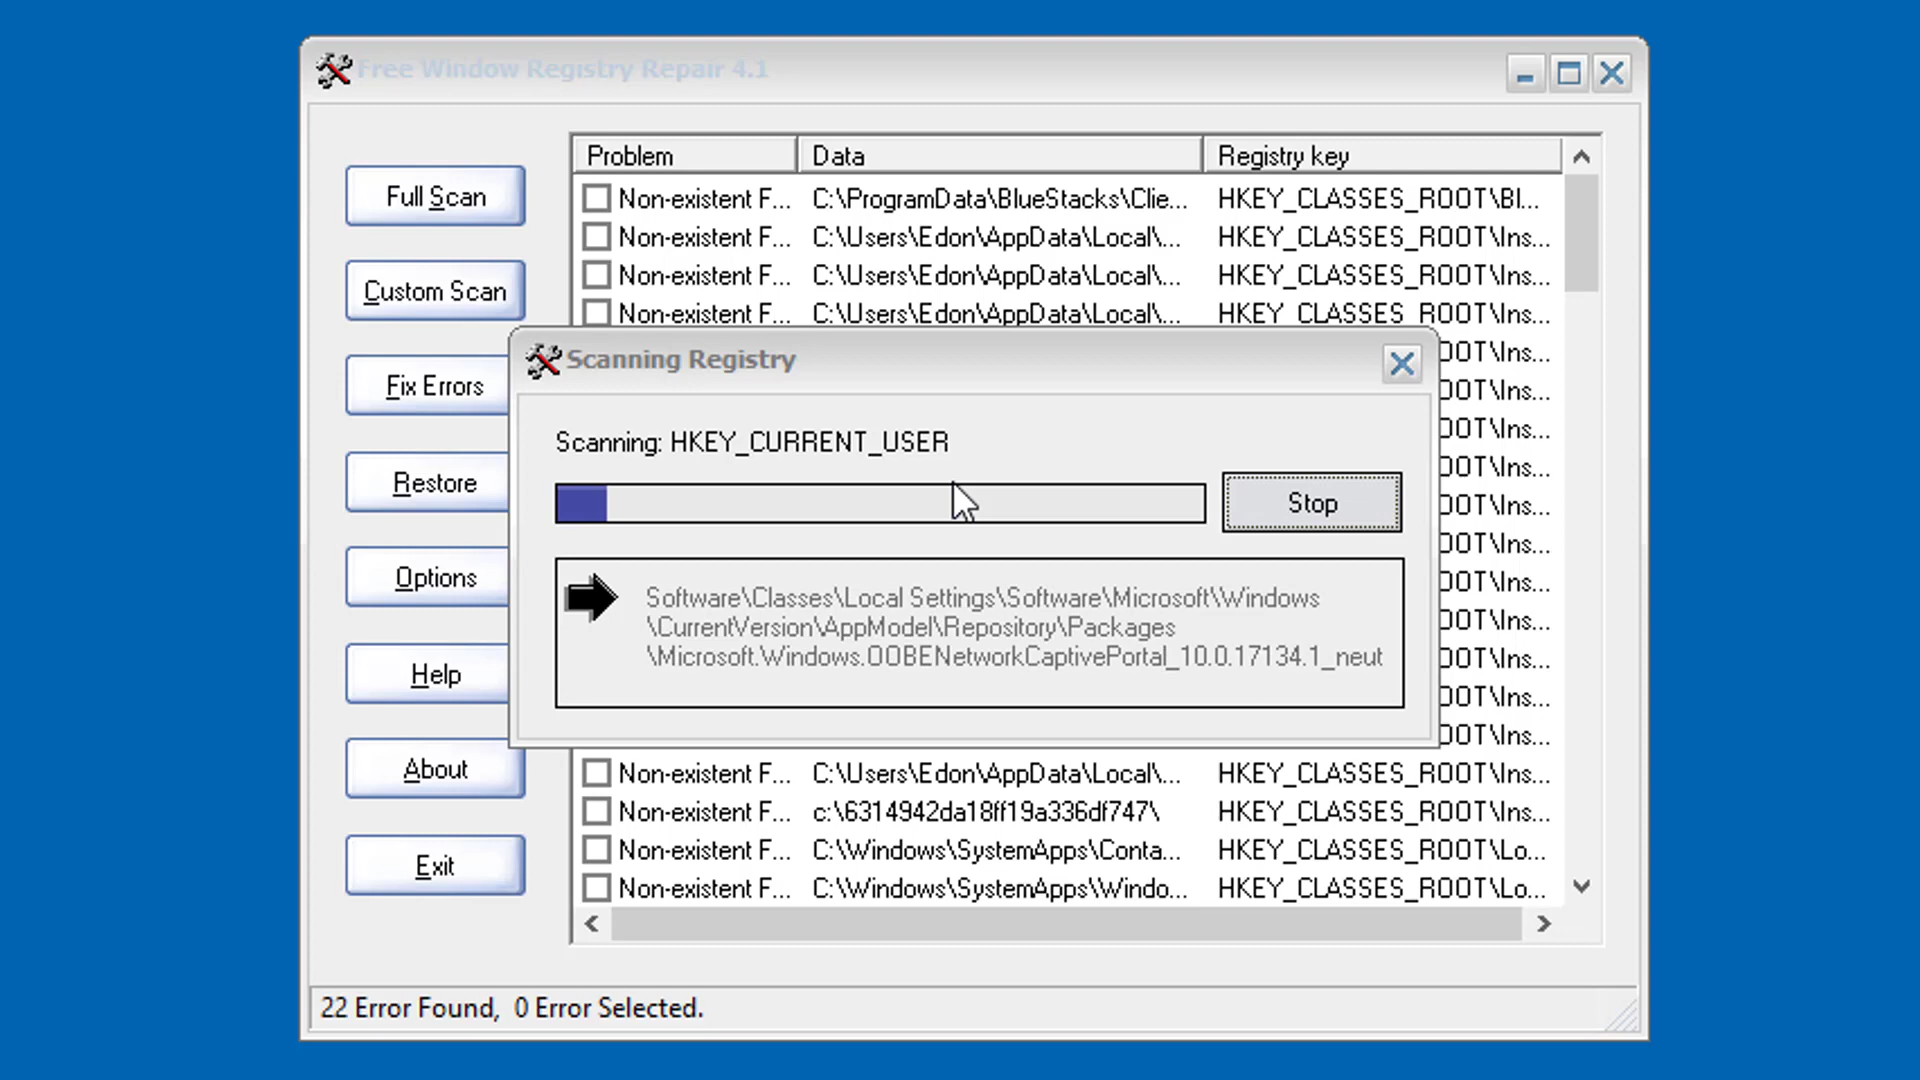 Free Window Registry Repair 4.1
Problem Data Registry key
Full Scan
Custom Scan
Fix Errors
Restore
Options
Help
About
Exit
Non-existent F... C:\ProgramData\BlueStacks\Clie... HKEY_CLASSES_ROOT\Bl...
Non-existent F... C:\Users\Edon\AppData\Local\... HKEY_CLASSES_ROOT\Ins...
Non-existent F... C:\Users\Edon\AppData\Local\... HKEY_CLASSES_ROOT\Ins...
Non-existent F... C:\Users\Edon\AppData\Local\... HKEY_CLASSES_ROOT\Ins...
OOT\Ins...
OOT\Ins...
OOT\Ins...
OOT\Ins...
OOT\Ins...
OOT\Ins...
OOT\Ins...
OOT\Ins...
OOT\Ins...
OOT\Ins...
OOT\Ins...
Scanning Registry
Scanning: HKEY_CURRENT_USER
Stop
Software\Classes\Local Settings\Software\Microsoft\Windows
\CurrentVersion\AppModel\Repository\Packages
\Microsoft.Windows.OOBENetworkCaptivePortal_10.0.17134.1_neut
Non-existent F... C:\Users\Edon\AppData\Local\... HKEY_CLASSES_ROOT\Ins...
Non-existent F... c:\6314942da18ff19a336df747\ HKEY_CLASSES_ROOT\Ins...
Non-existent F... C:\Windows\SystemApps\Conta... HKEY_CLASSES_ROOT\Lo...
Non-existent F... C:\Windows\SystemApps\Windo... HKEY_CLASSES_ROOT\Lo...
22 Error Found, 0 Error Selected.